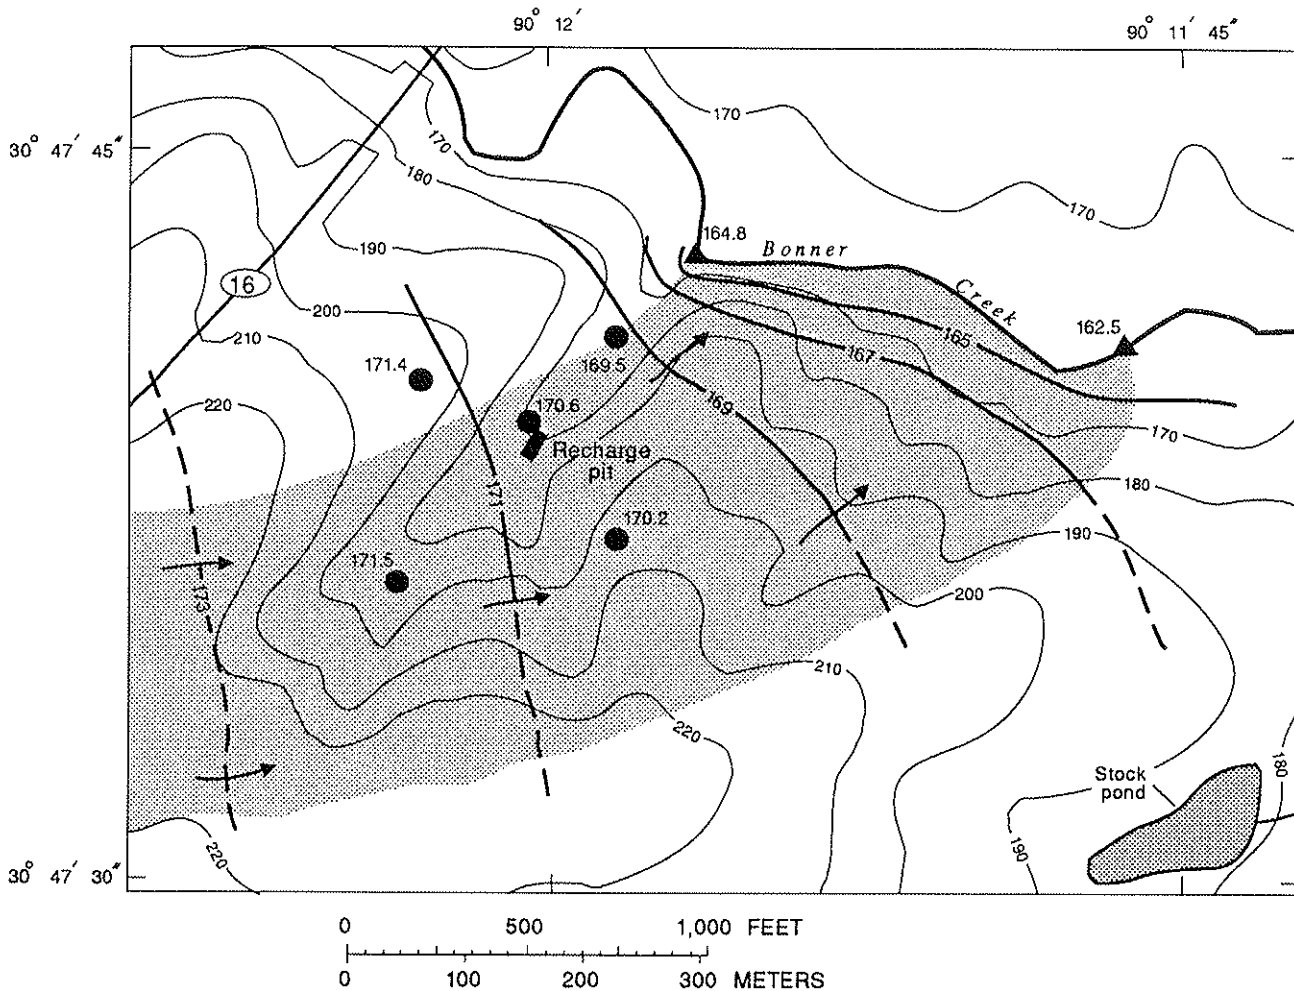 90° 12′
90° 11′ 45″
30° 47′ 45″
170
170
180
170
190
164.8
Bonner
Creek
16
200
162.5
210
165
171.4
169.5
167
220
169
170.6
170
Recharge
pit
171
180
170.2
190
171.5
173
200
210
220
180
Stock
pond
190
220
30° 47′ 30″
0 500 1,000 FEET
0 100 200 300 METERS